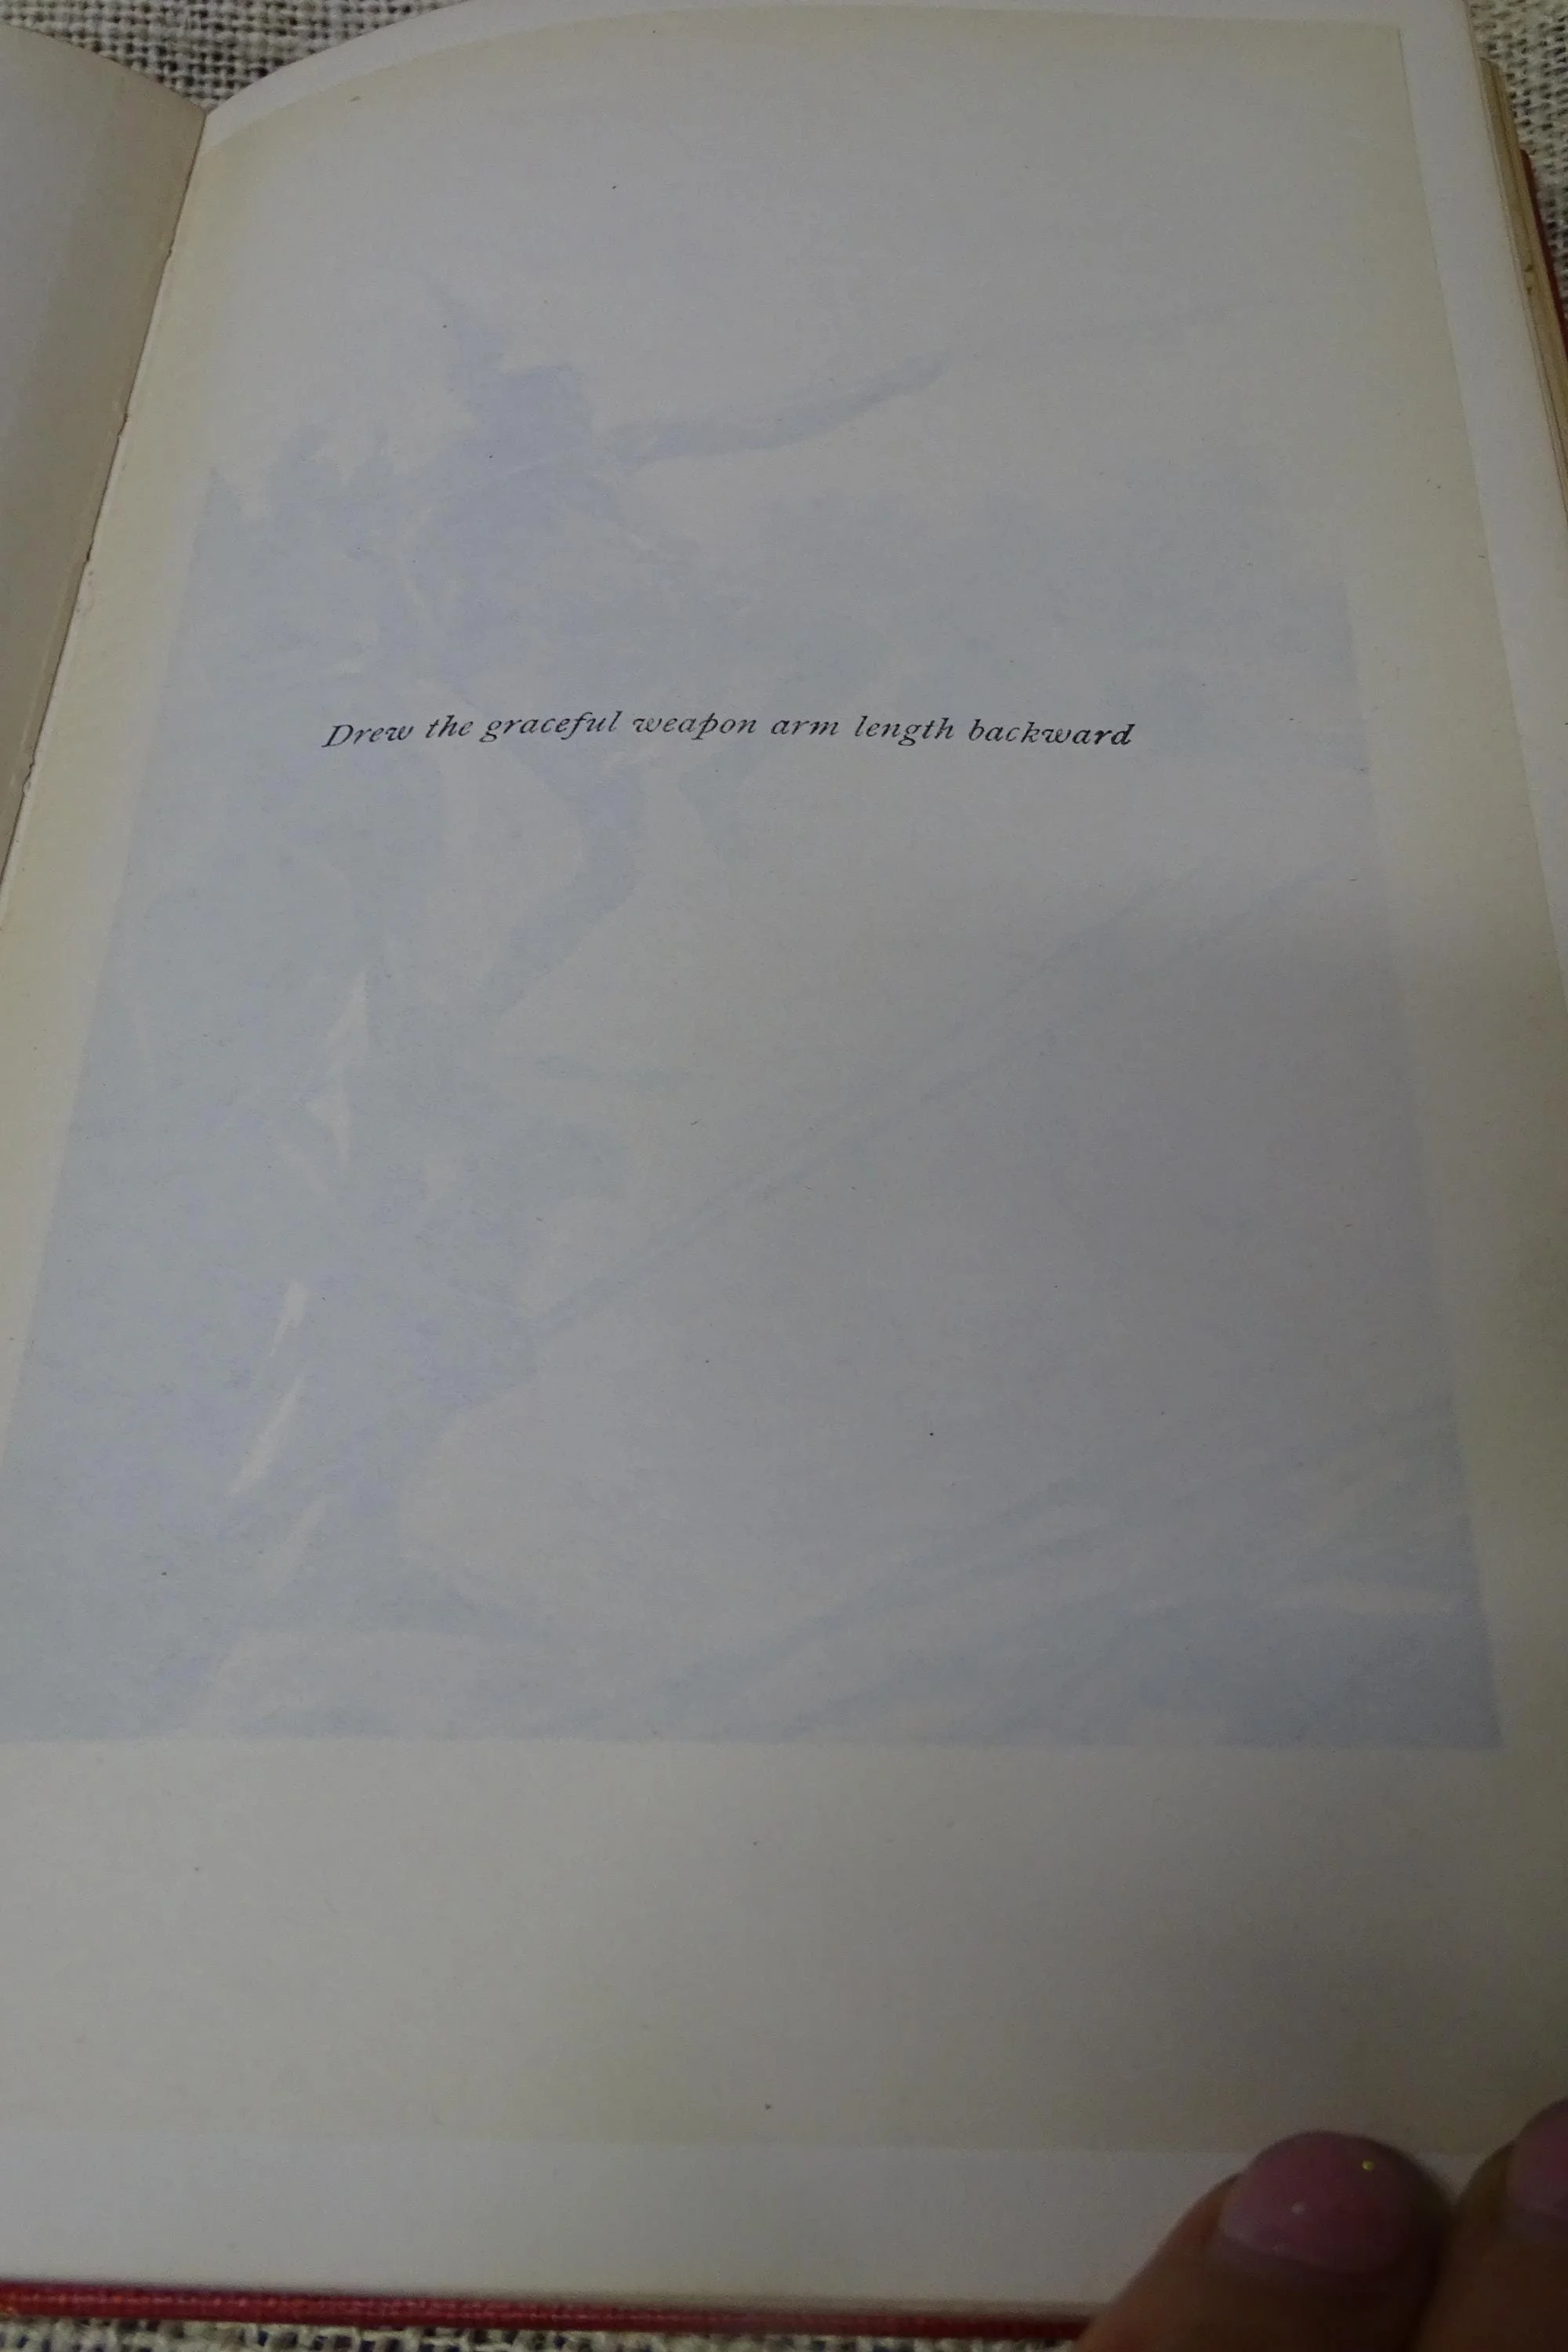 Drew the graceful weapon arm length backward